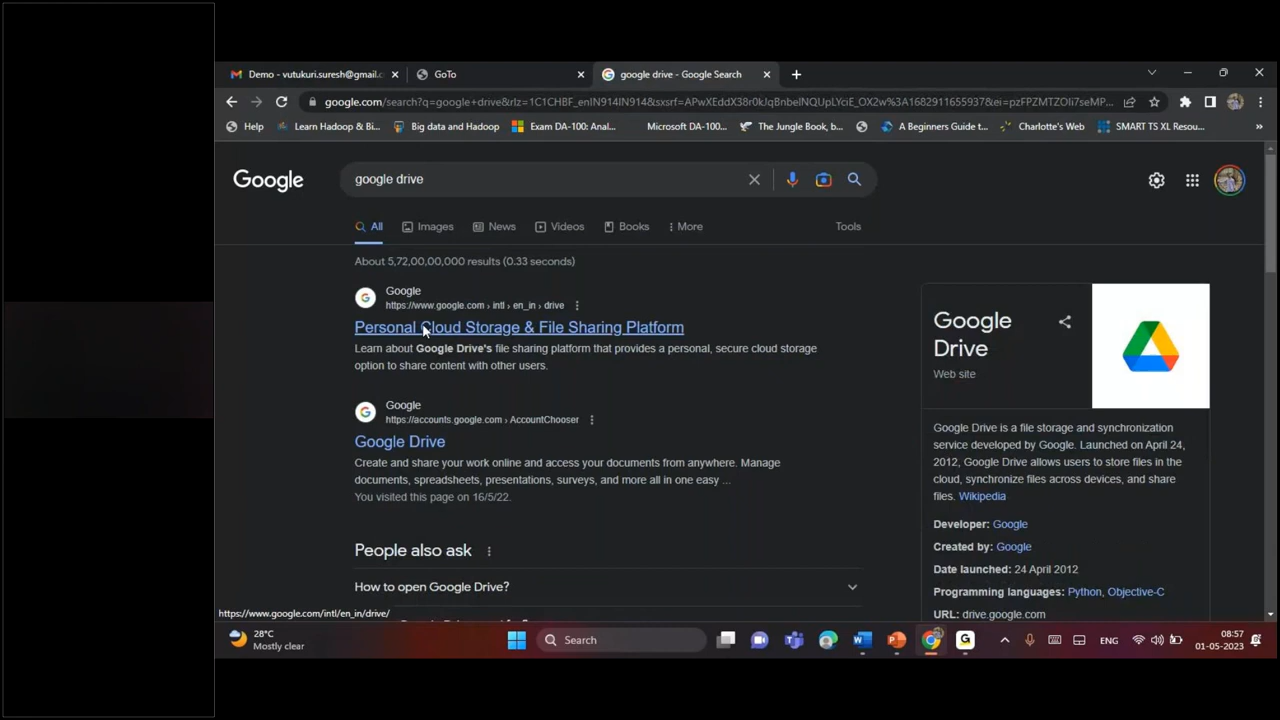 Demo - vutukuri.suresh@gmail.c
GoTo
google drive - Google Search
google.com/search?q=google+drive&rlz=1C1CHBF_enIN914IN914&sxsrf=APwXEddX38r0kJqBnbelNQUpLYciE_OX2w%3A1682911655937&ei=pzFPZMTZOIi7seMP...
Help
Learn Hadoop & Bi...
Big data and Hadoop
Exam DA-100: Anal...
Microsoft DA-100...
The Jungle Book, b...
A Beginners Guide t...
Charlotte's Web
SMART TS XL Resou...
»
Google
google drive
All
Images
News
Videos
Books
More
Tools
About 5,72,00,00,000 results (0.33 seconds)
Google
https://www.google.com › intl › en_in › drive
Personal Cloud Storage & File Sharing Platform
Learn about Google Drive's file sharing platform that provides a personal, secure cloud storage
option to share content with other users.
Google
https://accounts.google.com › AccountChooser
Google Drive
Create and share your work online and access your documents from anywhere. Manage
documents, spreadsheets, presentations, surveys, and more all in one easy ...
You visited this page on 16/5/22.
People also ask
How to open Google Drive?
Google
Drive
Web site
Google Drive is a file storage and synchronization
service developed by Google. Launched on April 24,
2012, Google Drive allows users to store files in the
cloud, synchronize files across devices, and share
files. Wikipedia
Developer: Google
Created by: Google
Date launched: 24 April 2012
Programming languages: Python, Objective-C
URL: drive.google.com
https://www.google.com/intl/en_in/drive/
28°C
Mostly clear
Search
ENG
08:57
01-05-2023